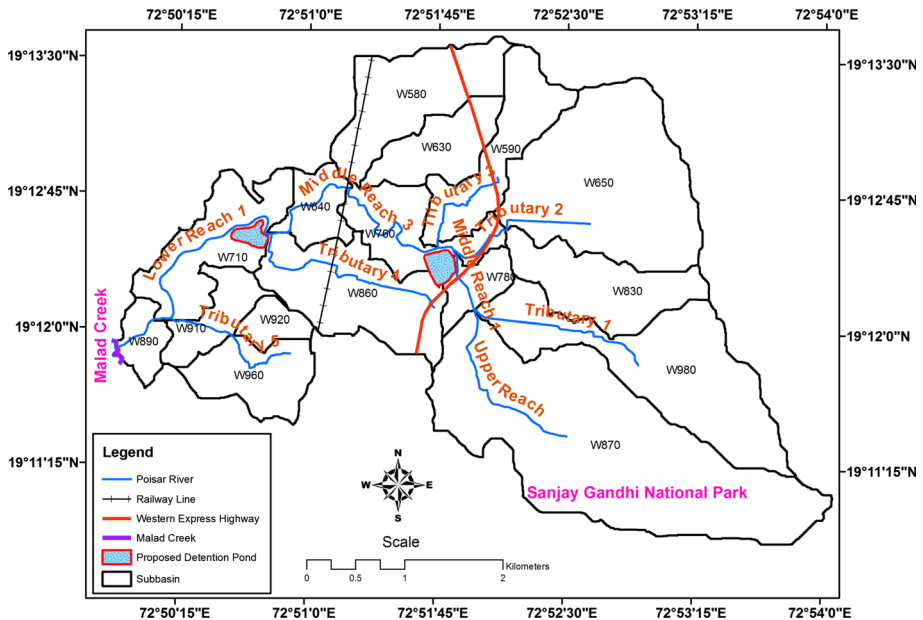 72°50'15"E 72°51'0"E 72°51'45"E 72°52'30"E 72°53'15"E 72°54'0"E
19°13'30"N
19°13'30"N
W580
W630
W590
W650
19°12'45"N
19°12'45"N
Middle Reach 3
Tributary 3
Tributary 2
W640
W760
Lower Reach 1
W710
Tributary 4
Middle Reach 1
W780
W860
W830
19°12'0"N
19°12'0"N
Malad Creek
W890
W910
W920
Tributary 5
Tributary 1
W960
W980
Upper Reach
W870
19°11'15"N
19°11'15"N
Sanjay Gandhi National Park
Legend
Poisar River
Railway Line
Western Express Highway
Malad Creek
Proposed Detention Pond
Subbasin
N
W E
S
Scale
Kilometers
0 0.5 1 2
72°50'15"E 72°51'0"E 72°51'45"E 72°52'30"E 72°53'15"E 72°54'0"E